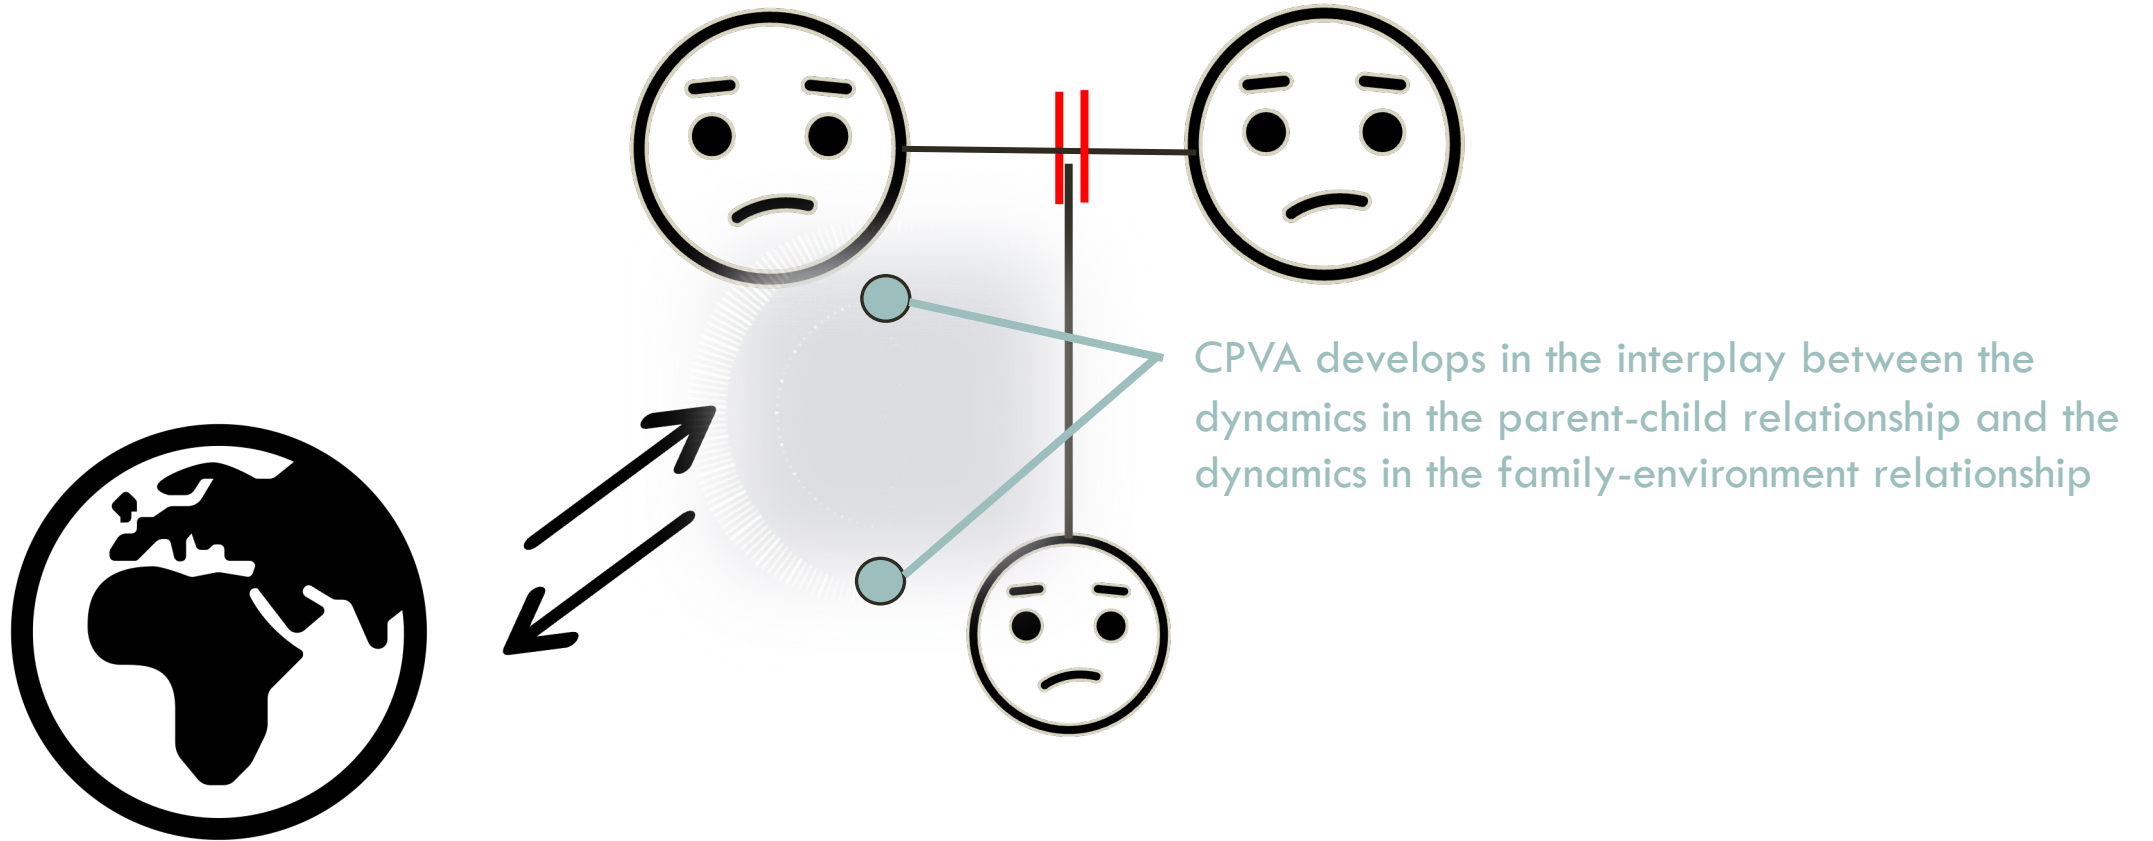 CPVA develops in the interplay between the
dynamics in the parent-child relationship and the
dynamics in the family-environment relationship